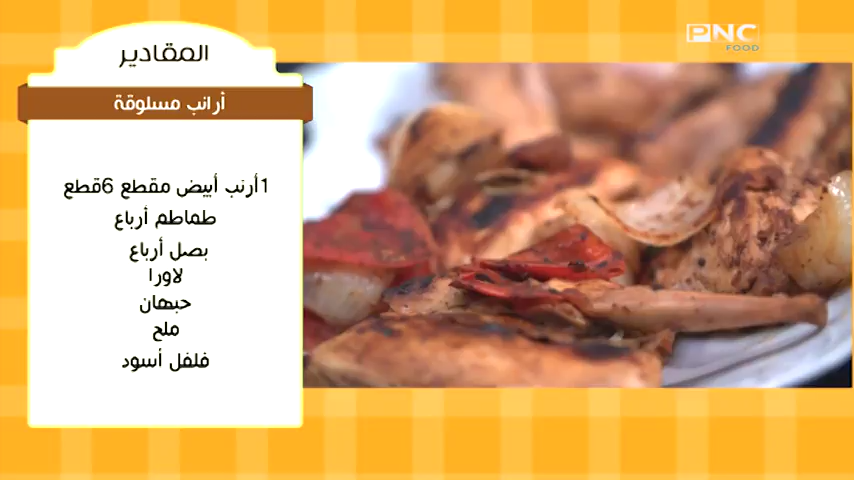 PNC
FOOD
المقادير
أرانب مسلوقة
1أرنب أبيض مقطع 6قطع
طماطم أرباع
بصل أرباع
لاورا
حبهان
ملح
فلفل أسود